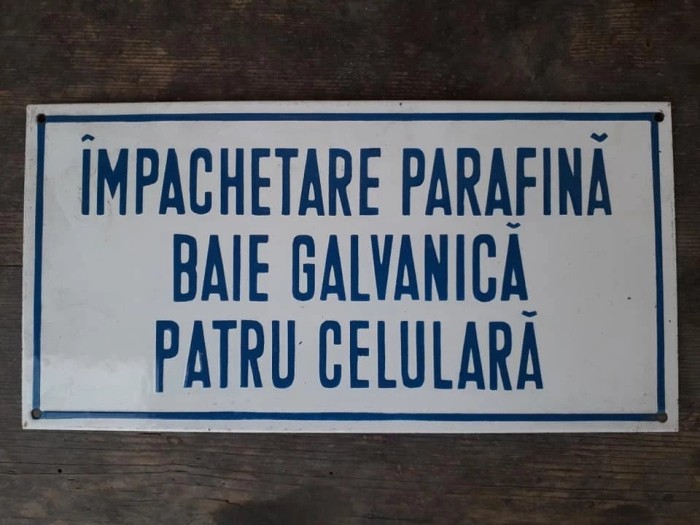 ÎMPACHETARE PARAFINĂ
BAIE GALVANICĂ
PATRU CELULARĂ